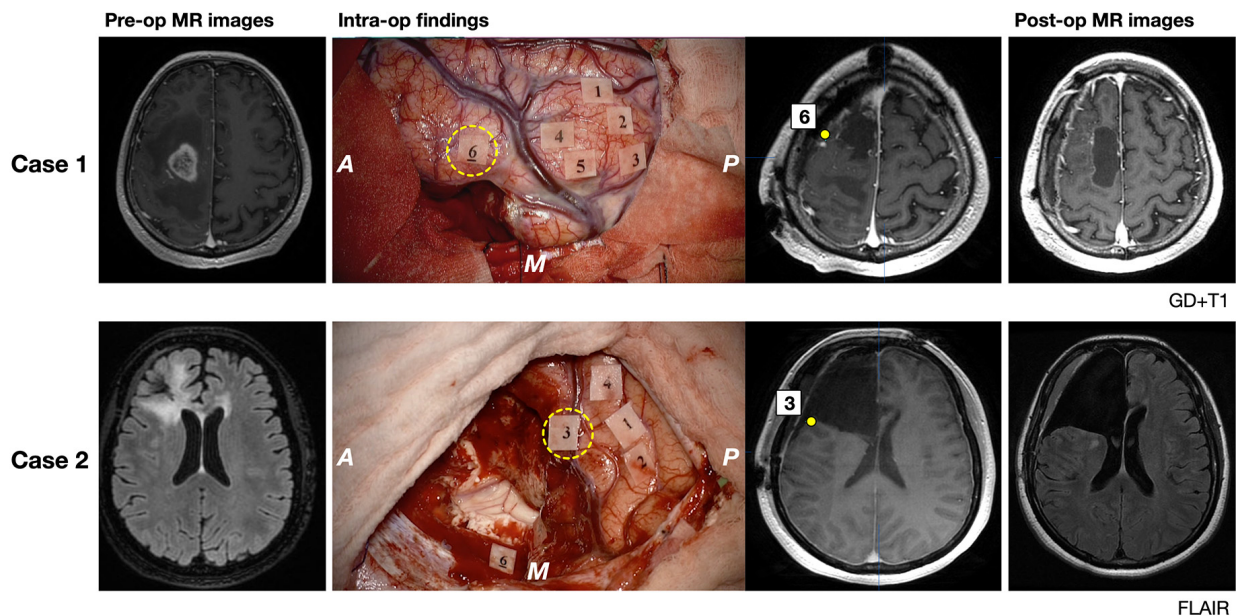 Pre-op MR images
Intra-op findings
Post-op MR images
Case 1
A
1
2
3
4
5
6
P
M
6
GD+T1
Case 2
A
4
1
3
2
6
P
M
3
FLAIR